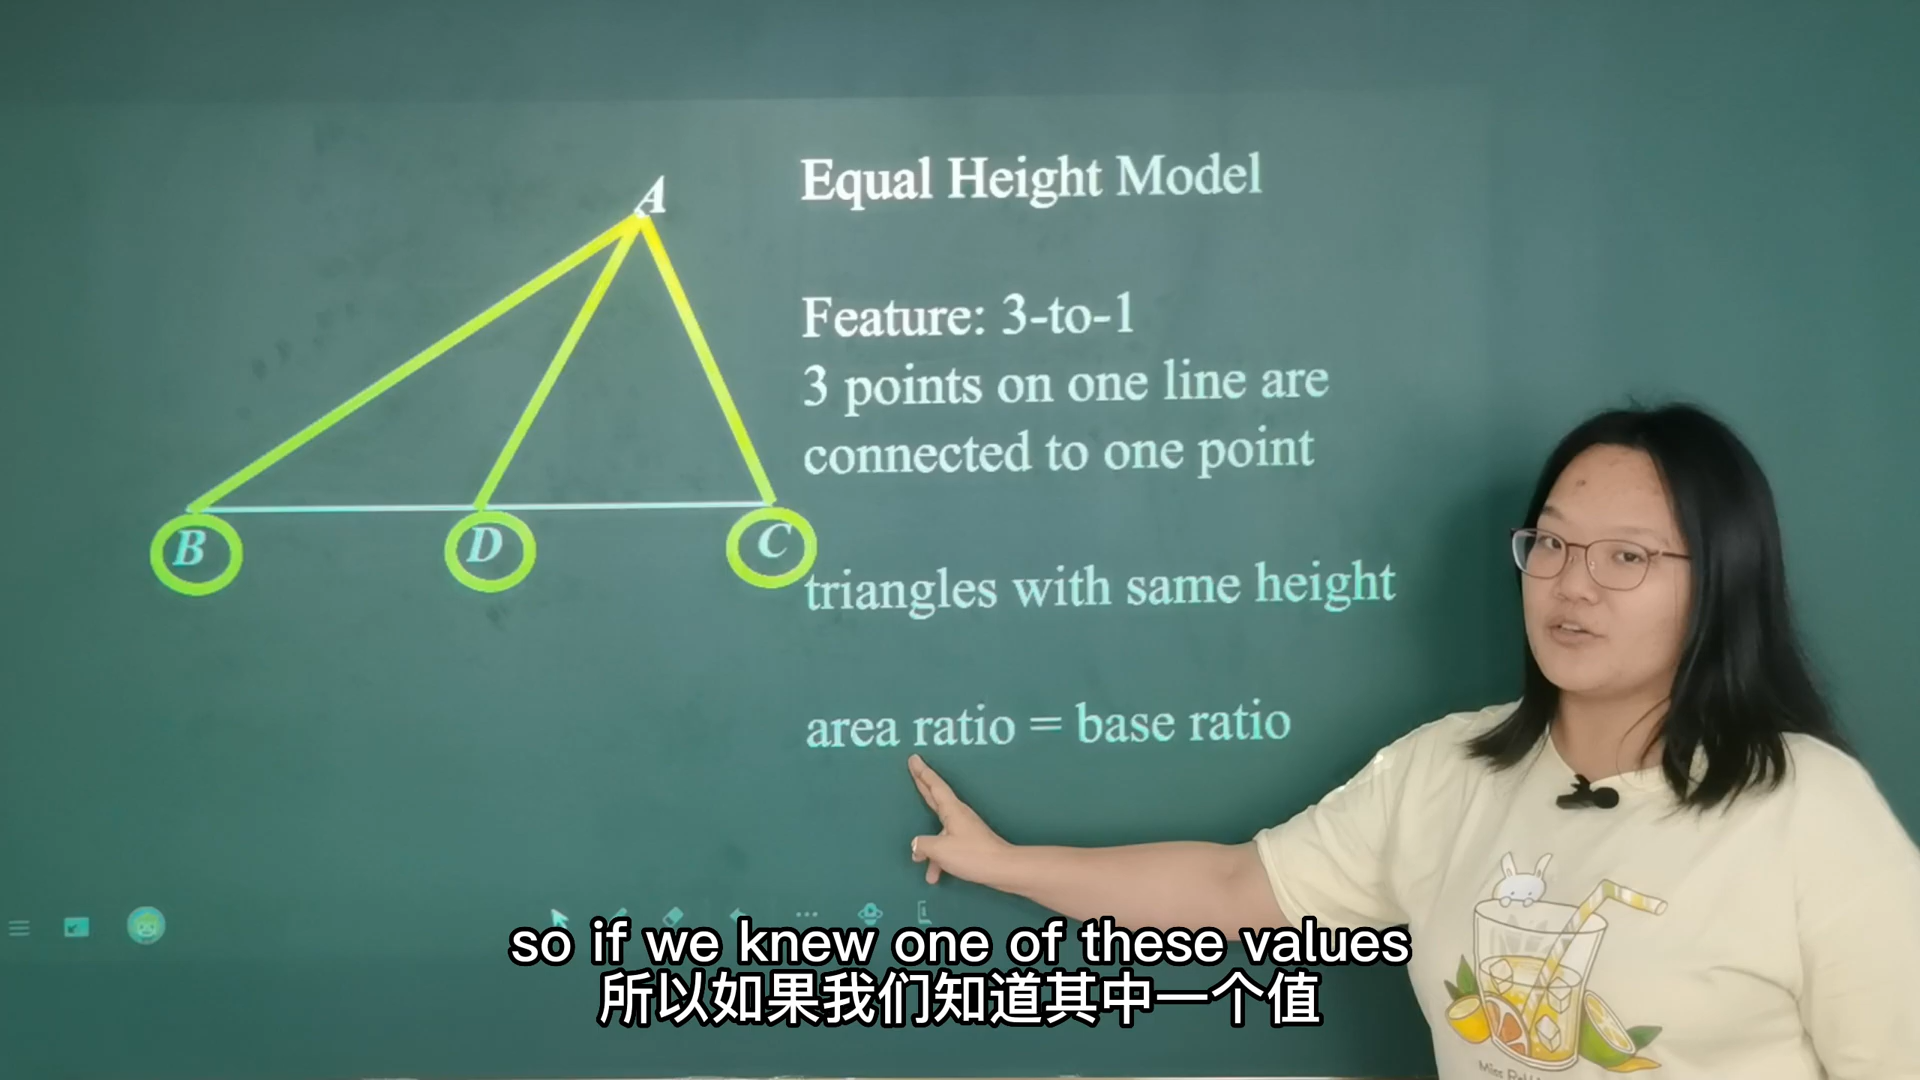 A
B
D
C
Equal Height Model
Feature: 3-to-1
3 points on one line are
connected to one point
triangles with same height
area ratio = base ratio
so if we knew one of these values
所以如果我们知道其中一个值